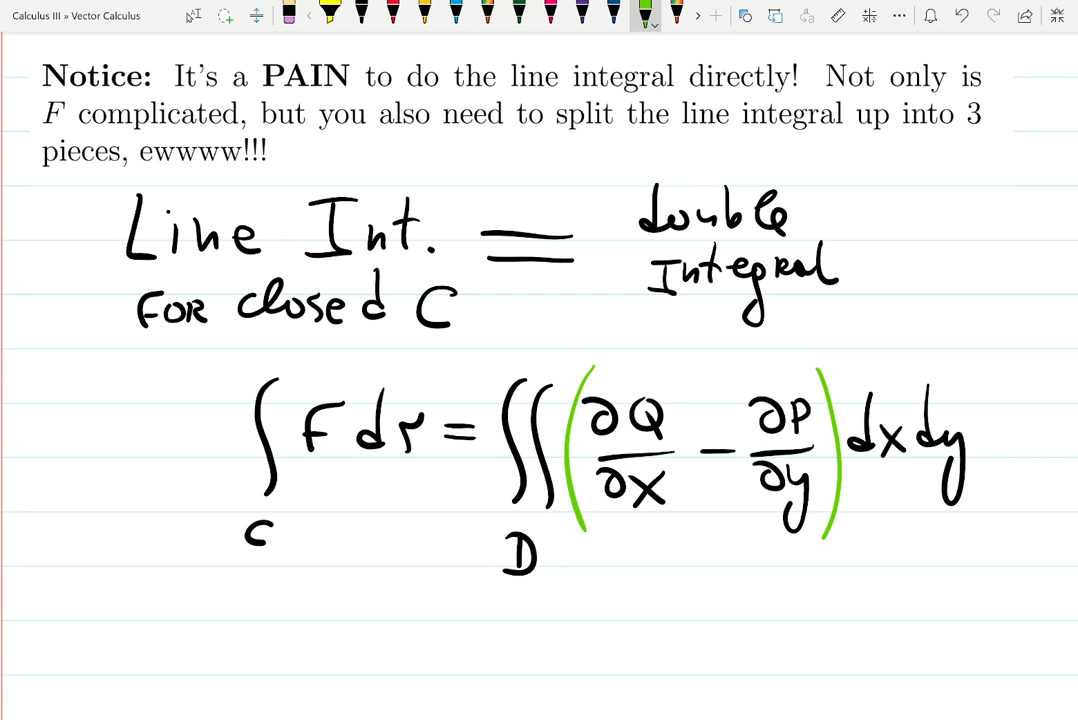 Calculus III » Vector Calculus
Notice: It's a PAIN to do the line integral directly! Not only is
F complicated, but you also need to split the line integral up into 3
pieces, ewwww!!!
Line Int. = double
Integral
FOR closed C
∫_C F dr = ∬_D (∂Q/∂x − ∂P/∂y) dx dy